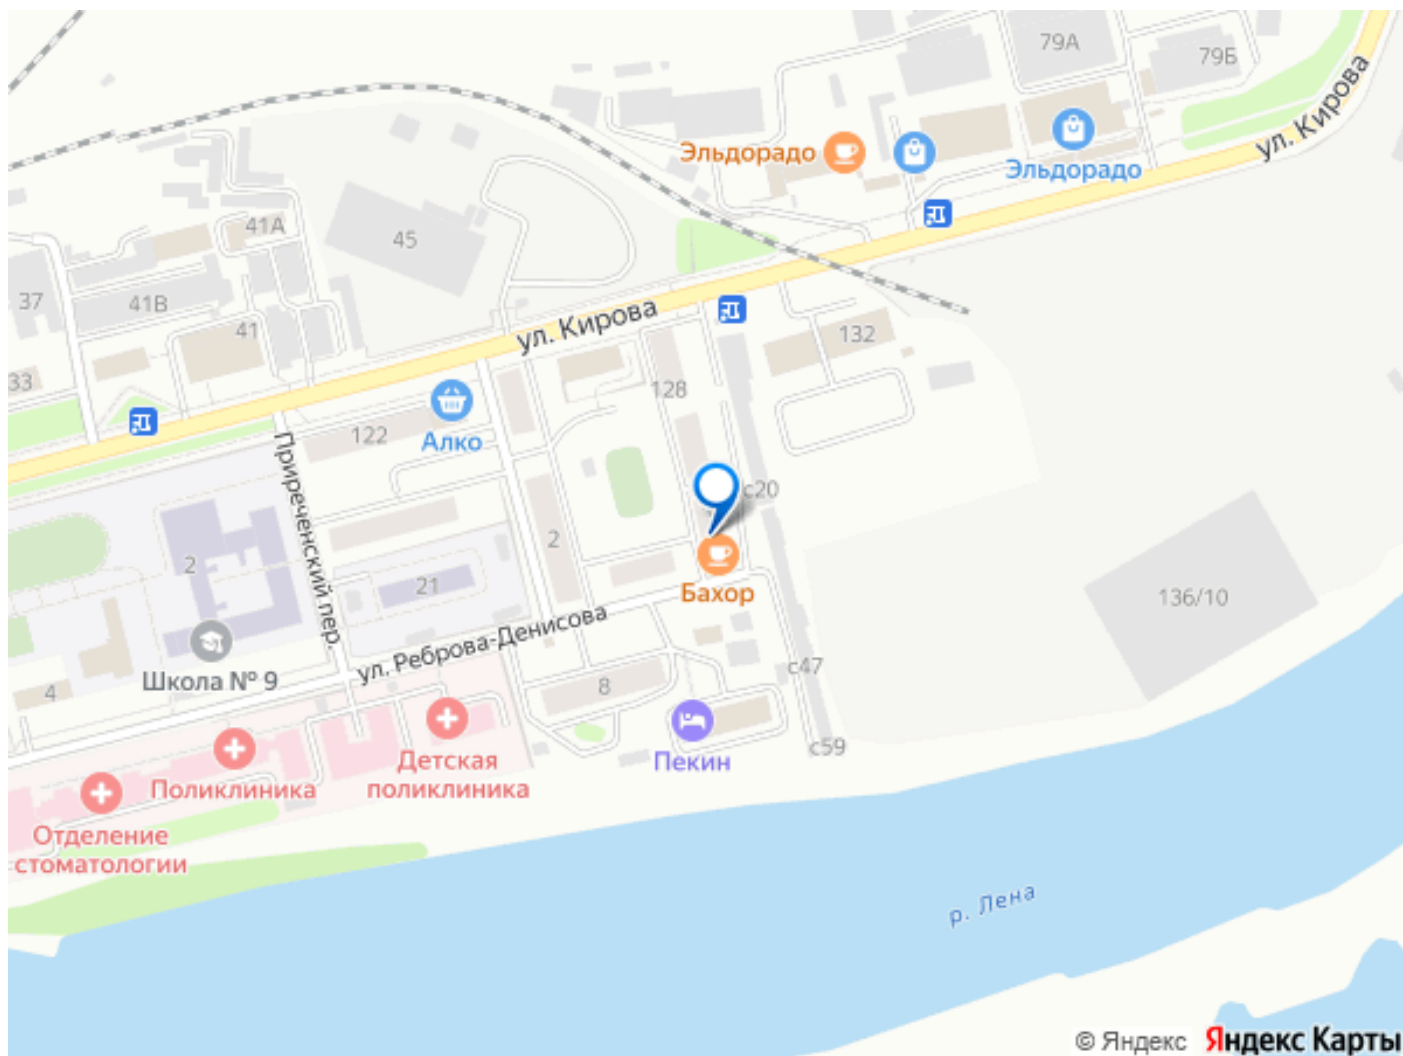 79А
79Б
ул. Кирова
Эльдорадо
Эльдорадо
41А
45
37
41В
41
ул. Кирова
132
33
128
122
Алко
Приреченский пер.
с20
2
2
21
Бахор
136/10
ул. Реброва-Денисова
Школа № 9
4
8
с47
с59
Пекин
Детская
поликлиника
Поликлиника
Отделение
стоматологии
р. Лена
© Яндекс Яндекс Карты